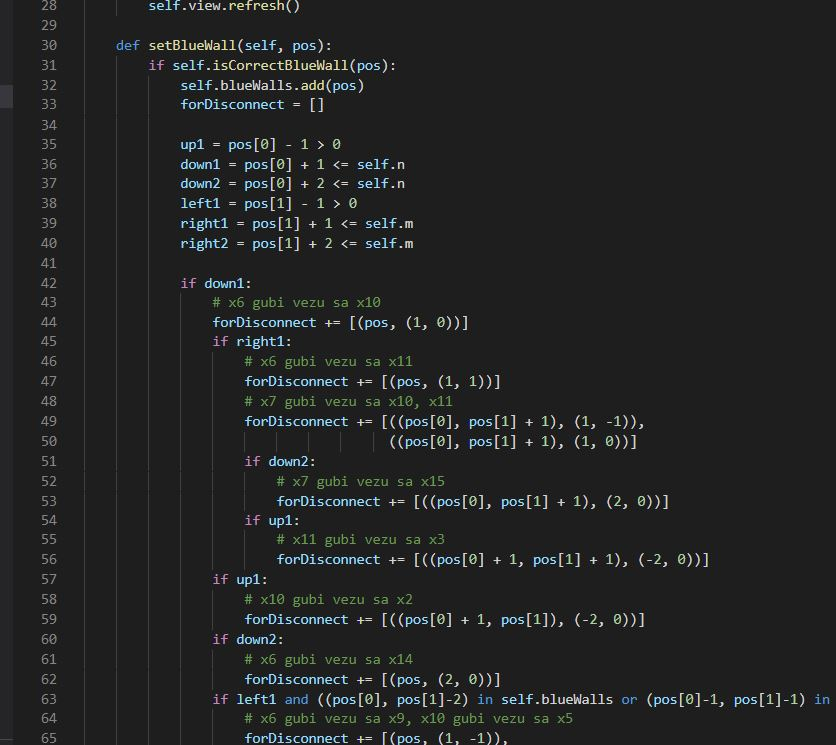 28 self.view.refresh()
29
30 def setBlueWall(self, pos):
31 if self.isCorrectBlueWall(pos):
32 self.blueWalls.add(pos)
33 forDisconnect = []
34
35 up1 = pos[0] - 1 > 0
36 down1 = pos[0] + 1 <= self.n
37 down2 = pos[0] + 2 <= self.n
38 left1 = pos[1] - 1 > 0
39 right1 = pos[1] + 1 <= self.m
40 right2 = pos[1] + 2 <= self.m
41
42 if down1:
43 # x6 gubi vezu sa x10
44 forDisconnect += [(pos, (1, 0))]
45 if right1:
46 # x6 gubi vezu sa x11
47 forDisconnect += [(pos, (1, 1))]
48 # x7 gubi vezu sa x10, x11
49 forDisconnect += [((pos[0], pos[1] + 1), (1, -1)),
50 ((pos[0], pos[1] + 1), (1, 0))]
51 if down2:
52 # x7 gubi vezu sa x15
53 forDisconnect += [((pos[0], pos[1] + 1), (2, 0))]
54 if up1:
55 # x11 gubi vezu sa x3
56 forDisconnect += [((pos[0] + 1, pos[1] + 1), (-2, 0))]
57 if up1:
58 # x10 gubi vezu sa x2
59 forDisconnect += [((pos[0] + 1, pos[1]), (-2, 0))]
60 if down2:
61 # x6 gubi vezu sa x14
62 forDisconnect += [(pos, (2, 0))]
63 if left1 and ((pos[0], pos[1]-2) in self.blueWalls or (pos[0]-1, pos[1]-1) in
64 # x6 gubi vezu sa x9, x10 gubi vezu sa x5
65 forDisconnect += [(pos, (1, -1)),